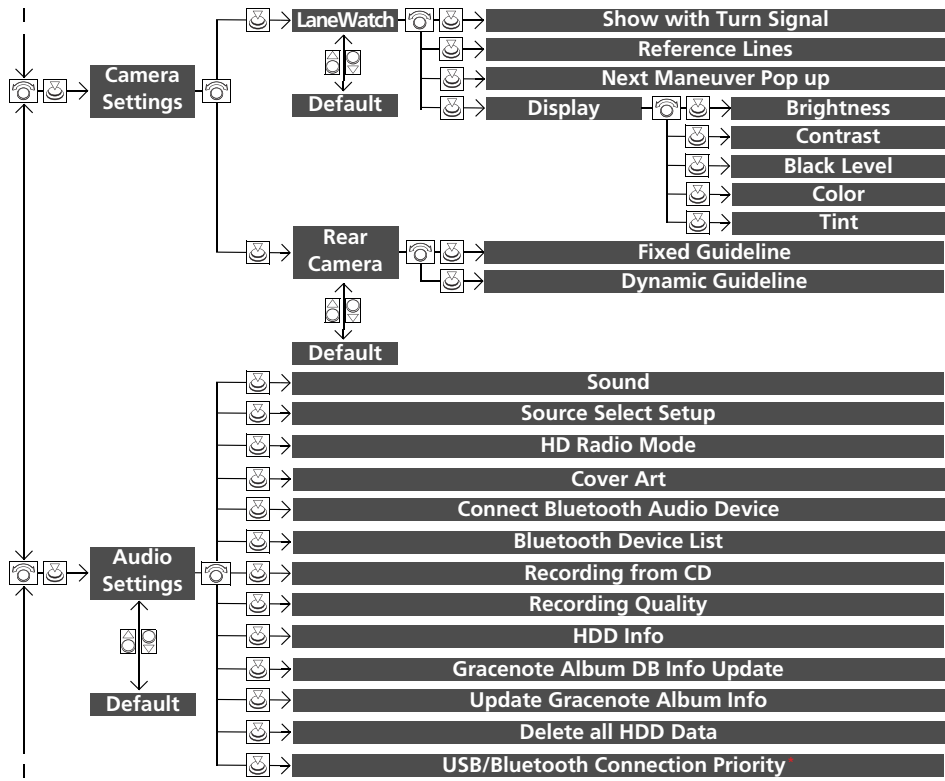 LaneWatch
Show with Turn Signal
Reference Lines
Camera
Settings
Next Maneuver Pop up
Default
Display
Brightness
Contrast
Black Level
Color
Tint
Rear
Camera
Fixed Guideline
Dynamic Guideline
Default
Sound
Source Select Setup
HD Radio Mode
Cover Art
Connect Bluetooth Audio Device
Bluetooth Device List
Audio
Settings
Recording from CD
Recording Quality
HDD Info
Gracenote Album DB Info Update
Default
Update Gracenote Album Info
Delete all HDD Data
USB/Bluetooth Connection Priority*